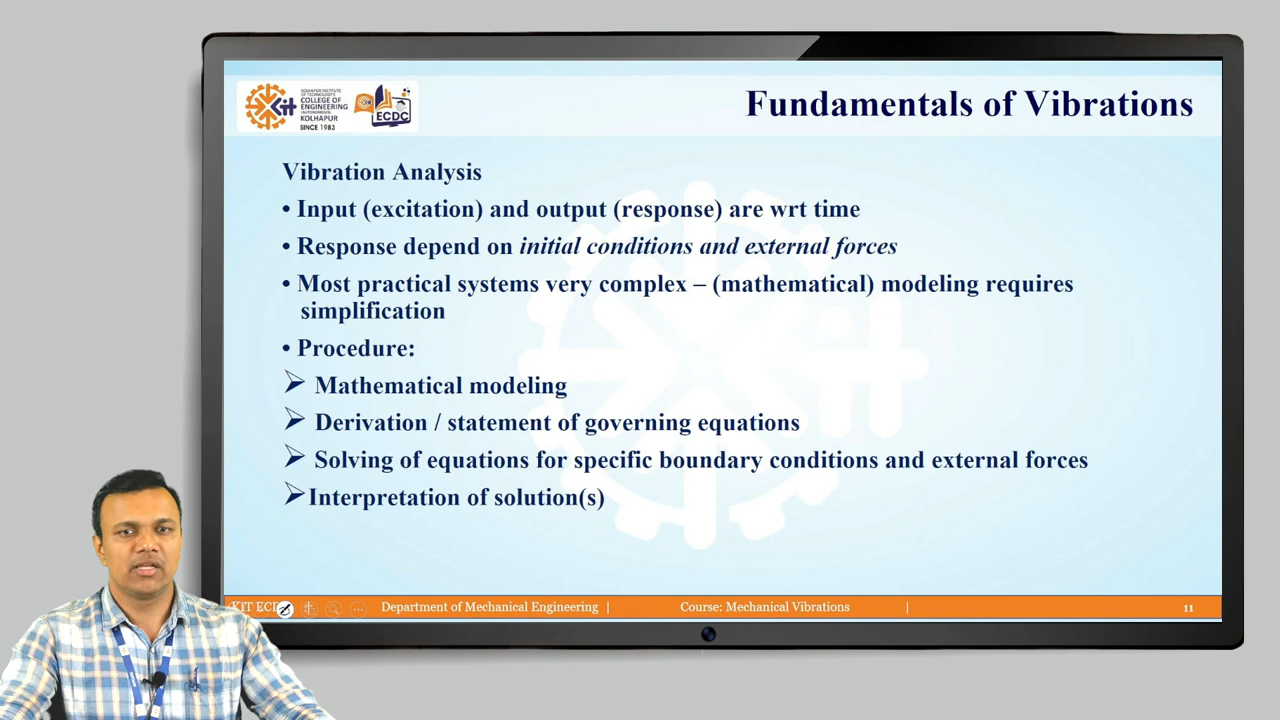 KOLHAPUR INSTITUTE
OF TECHNOLOGY'S
COLLEGE OF
ENGINEERING
(AUTONOMOUS),
KOLHAPUR
SINCE 1983
Kit
ECDC
Fundamentals of Vibrations
Vibration Analysis
• Input (excitation) and output (response) are wrt time
• Response depend on initial conditions and external forces
• Most practical systems very complex – (mathematical) modeling requires
simplification
• Procedure:
➢ Mathematical modeling
➢ Derivation / statement of governing equations
➢ Solving of equations for specific boundary conditions and external forces
➢Interpretation of solution(s)
KIT Department of Mechanical Engineering | Course: Mechanical Vibrations | 11